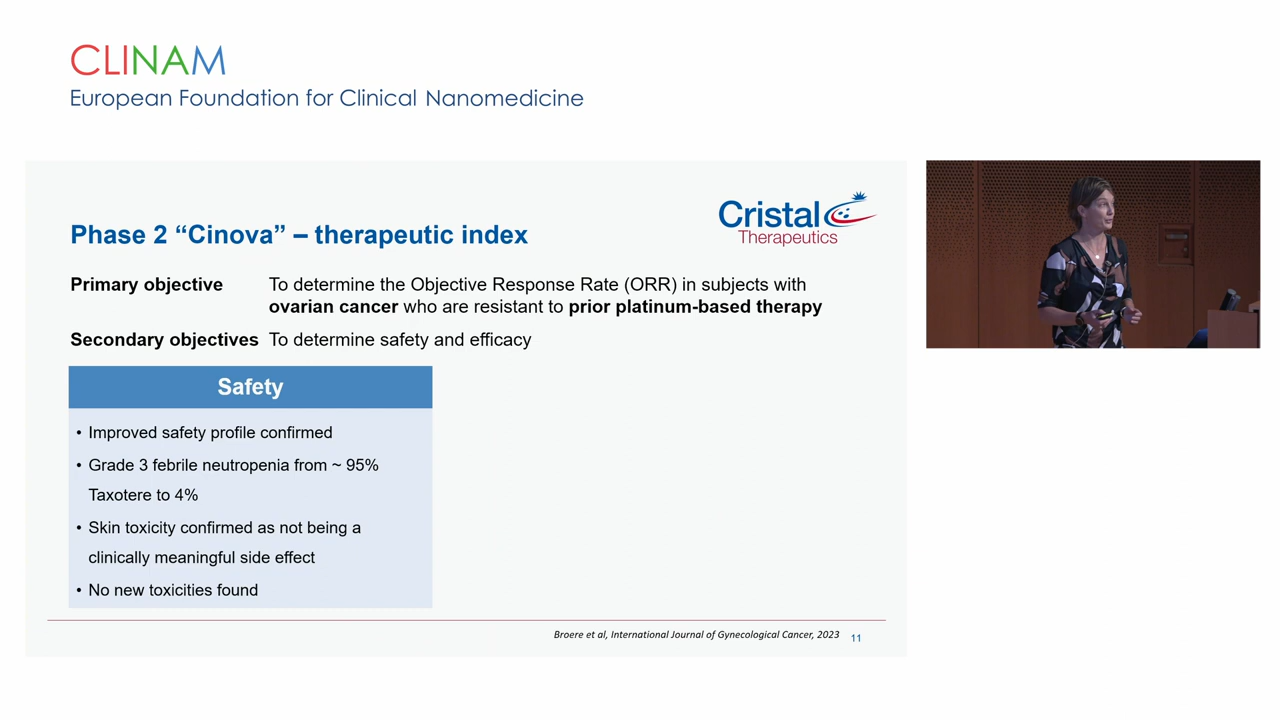 CLINAM
European Foundation for Clinical Nanomedicine
Cristal
Therapeutics
Phase 2 “Cinova” – therapeutic index
Primary objective To determine the Objective Response Rate (ORR) in subjects with
ovarian cancer who are resistant to prior platinum-based therapy
Secondary objectives To determine safety and efficacy
Safety
• Improved safety profile confirmed
• Grade 3 febrile neutropenia from ~ 95%
Taxotere to 4%
• Skin toxicity confirmed as not being a
clinically meaningful side effect
• No new toxicities found
Broere et al, International Journal of Gynecological Cancer, 2023
11